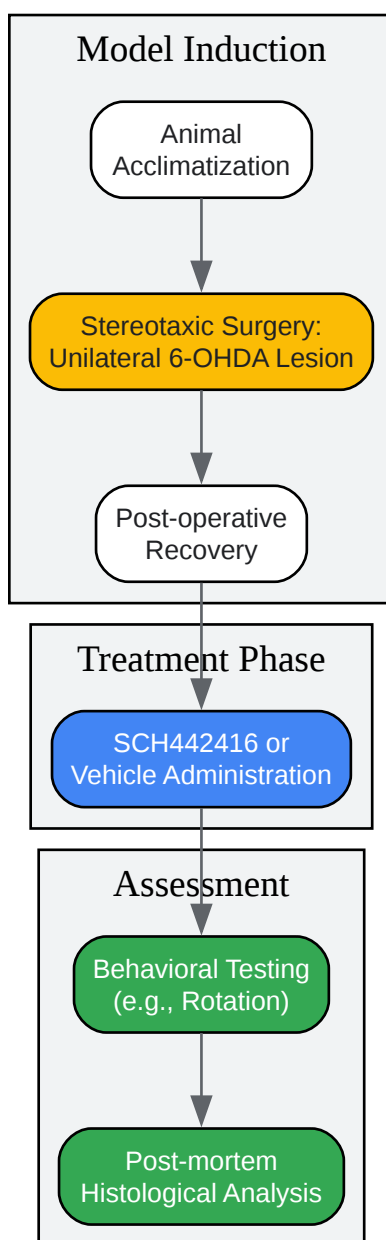 Model Induction
Animal
Acclimatization
Stereotaxic Surgery:
Unilateral 6-OHDA Lesion
Post-operative
Recovery
Treatment Phase
SCH442416 or
Vehicle Administration
Assessment
Behavioral Testing
(e.g., Rotation)
Post-mortem
Histological Analysis